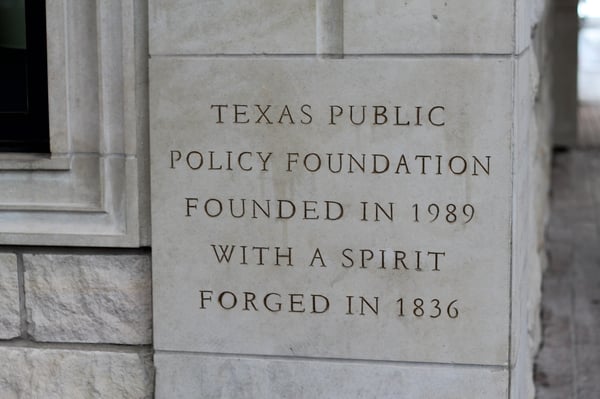 TEXAS PUBLIC
POLICY FOUNDATION
FOUNDED IN 1989
WITH A SPIRIT
FORGED IN 1836